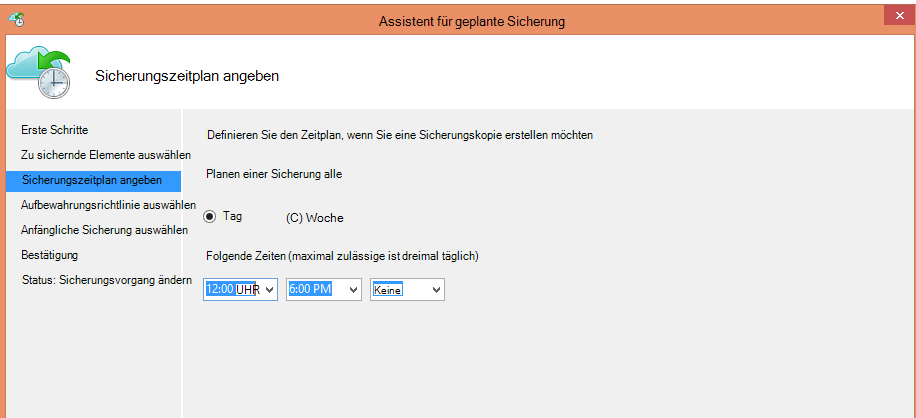 Assistent für geplante Sicherung
Sicherungszeitplan angeben
Erste Schritte
Zu sichernde Elemente auswählen
Sicherungszeitplan angeben
Aufbewahrungsrichtlinie auswählen
Anfängliche Sicherung auswählen
Bestätigung
Status: Sicherungsvorgang ändern
Definieren Sie den Zeitplan, wenn Sie eine Sicherungskopie erstellen möchten
Planen einer Sicherung alle
Tag (C) Woche
Folgende Zeiten (maximal zulässige ist dreimal täglich)
12:00 UHR 6:00 PM Keine